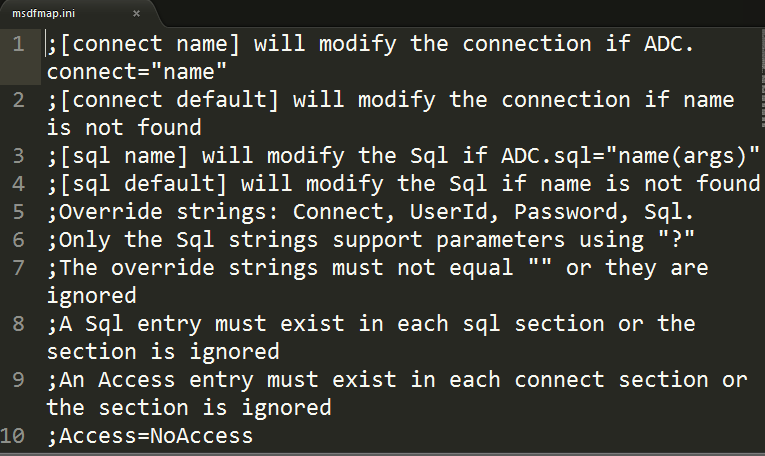 msdfmap.ini ×
1 ;[connect name] will modify the connection if ADC.
connect="name"
2 ;[connect default] will modify the connection if name
is not found
3 ;[sql name] will modify the Sql if ADC.sql="name(args)"
4 ;[sql default] will modify the Sql if name is not found
5 ;Override strings: Connect, UserId, Password, Sql.
6 ;Only the Sql strings support parameters using "?"
7 ;The override strings must not equal "" or they are
ignored
8 ;A Sql entry must exist in each sql section or the
section is ignored
9 ;An Access entry must exist in each connect section or
the section is ignored
10 ;Access=NoAccess